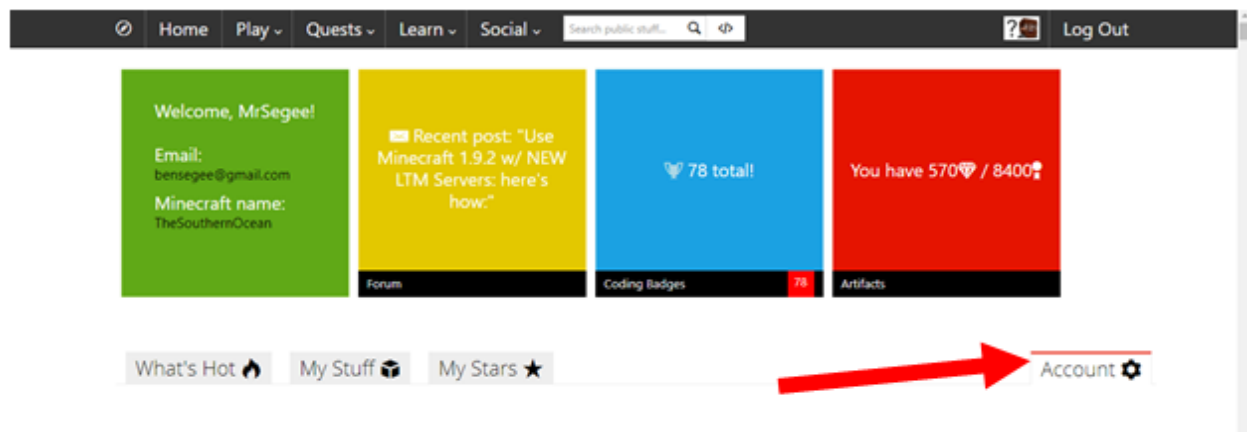 Home Play Quests Learn Social Search public stuff... Log Out
Welcome, MrSegee!
Email:
bensegee@gmail.com
Minecraft name:
TheSouthernOcean
Recent post: "Use
Minecraft 1.9.2 w/ NEW
LTM Servers: here's
how:"
Forum
78 total!
Coding Badges 78
You have 570 / 8400
Artifacts
What's Hot My Stuff My Stars Account